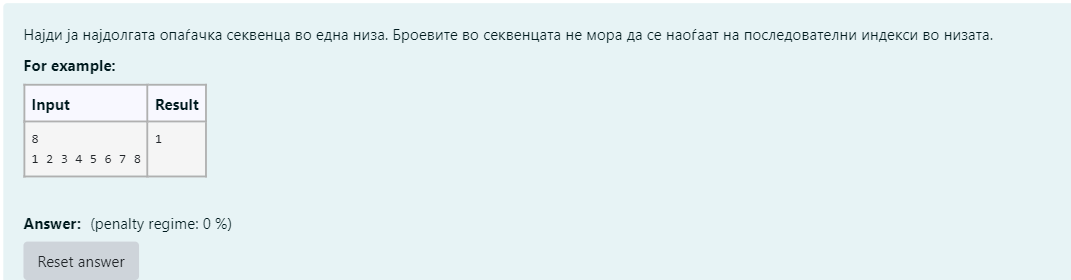 Најди ја најдолгата опаѓачка секвенца во една низа. Броевите во секвенцата не мора да се наоѓаат на последователни индекси во низата.
For example:
Input Result
8 1
1 2 3 4 5 6 7 8
Answer: (penalty regime: 0 %)
Reset answer